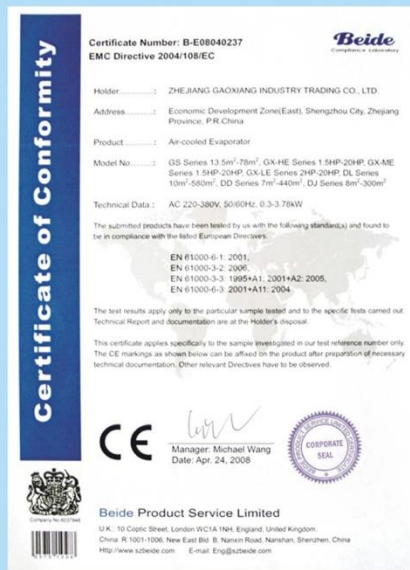 Certificate of Conformity
Certificate Number: B-E08040237
EMC Directive 2004/108/EC
Beide
Compliance Laboratory
Holder..............: ZHEJIANG GAOXIANG INDUSTRY TRADING CO., LTD.
Address............: Economic Development Zone(East), Shengzhou City, Zhejiang
Province, P.R.China
Product.............: Air-cooled Evaporator
Model No..........: GS Series 13.5m²-78m², GX-HE Series 1.5HP-20HP, GX-ME
Series 1.5HP-20HP, GX-LE Series 2HP-20HP, DL Series
10m²-580m², DD Series 7m²-440m², DJ Series 8m²-300m²
Technical Data.: AC 220-380V, 50/60Hz, 0.3-3.78kW
The submitted products have been tested by us with the following standard(s) and found to
be in compliance with the listed European Directives:
EN 61000-6-1: 2001,
EN 61000-3-2: 2006,
EN 61000-3-3: 1995+A1: 2001+A2: 2005,
EN 61000-6-3: 2001+A11: 2004
The test results apply only to the particular sample tested and to the specific tests carried out.
Technical Report and documentation are at the Holder's disposal.
This certificate applies specifically to the sample investigated in our test reference number only.
The CE markings as shown below can be affixed on the product after preparation of necessary
technical documentation. Other relevant Directives have to be observed.
CE
Manager: Michael Wang
Date: Apr. 24, 2008
BEIDE PRODUCT SERVICE LIMITED
CORPORATE
SEAL
Beide Product Service Limited
U.K.: 10 Coptic Street, London WC1A 1NH, England, United Kingdom.
China: R.1001-1006, New East Bld. B, Nanxin Road, Nanshan, Shenzhen, China
Http://www.szbeide.com E-mail: Eng@szbeide.com